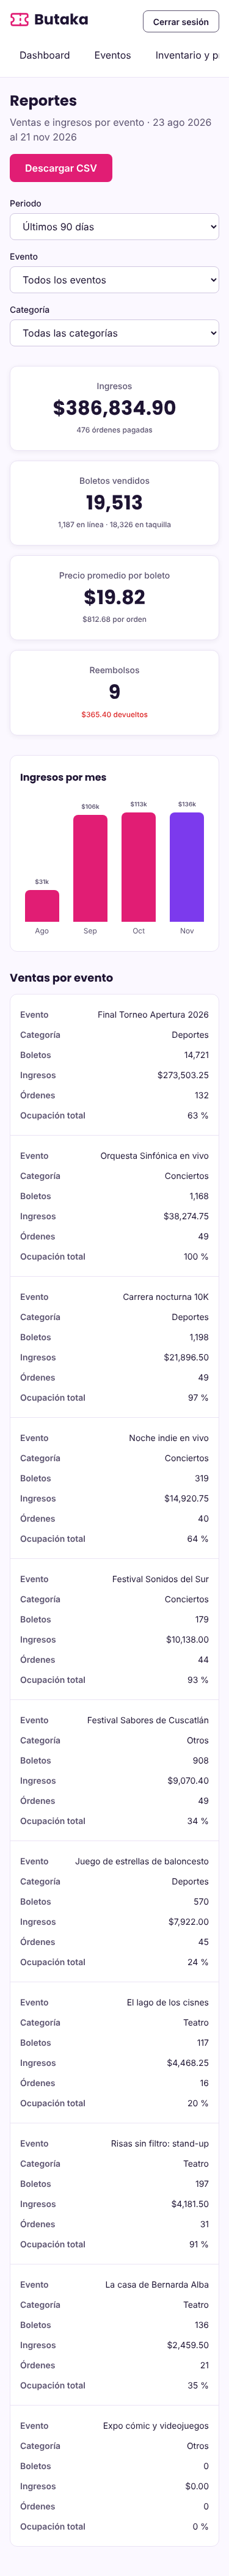 Butaka
Cerrar sesión
Dashboard Eventos Inventario y p
Reportes
Ventas e ingresos por evento · 23 ago 2026
al 21 nov 2026
Descargar CSV
Periodo
Últimos 90 días
Evento
Todos los eventos
Categoría
Todas las categorías
Ingresos
$386,834.90
476 órdenes pagadas
Boletos vendidos
19,513
1,187 en línea · 18,326 en taquilla
Precio promedio por boleto
$19.82
$812.68 por orden
Reembolsos
9
$365.40 devueltos
Ingresos por mes
$31k $106k $113k $136k
Ago Sep Oct Nov
Ventas por evento
Evento Final Torneo Apertura 2026
Categoría Deportes
Boletos 14,721
Ingresos $273,503.25
Órdenes 132
Ocupación total 63 %
Evento Orquesta Sinfónica en vivo
Categoría Conciertos
Boletos 1,168
Ingresos $38,274.75
Órdenes 49
Ocupación total 100 %
Evento Carrera nocturna 10K
Categoría Deportes
Boletos 1,198
Ingresos $21,896.50
Órdenes 49
Ocupación total 97 %
Evento Noche indie en vivo
Categoría Conciertos
Boletos 319
Ingresos $14,920.75
Órdenes 40
Ocupación total 64 %
Evento Festival Sonidos del Sur
Categoría Conciertos
Boletos 179
Ingresos $10,138.00
Órdenes 44
Ocupación total 93 %
Evento Festival Sabores de Cuscatlán
Categoría Otros
Boletos 908
Ingresos $9,070.40
Órdenes 49
Ocupación total 34 %
Evento Juego de estrellas de baloncesto
Categoría Deportes
Boletos 570
Ingresos $7,922.00
Órdenes 45
Ocupación total 24 %
Evento El lago de los cisnes
Categoría Teatro
Boletos 117
Ingresos $4,468.25
Órdenes 16
Ocupación total 20 %
Evento Risas sin filtro: stand-up
Categoría Teatro
Boletos 197
Ingresos $4,181.50
Órdenes 31
Ocupación total 91 %
Evento La casa de Bernarda Alba
Categoría Teatro
Boletos 136
Ingresos $2,459.50
Órdenes 21
Ocupación total 35 %
Evento Expo cómic y videojuegos
Categoría Otros
Boletos 0
Ingresos $0.00
Órdenes 0
Ocupación total 0 %